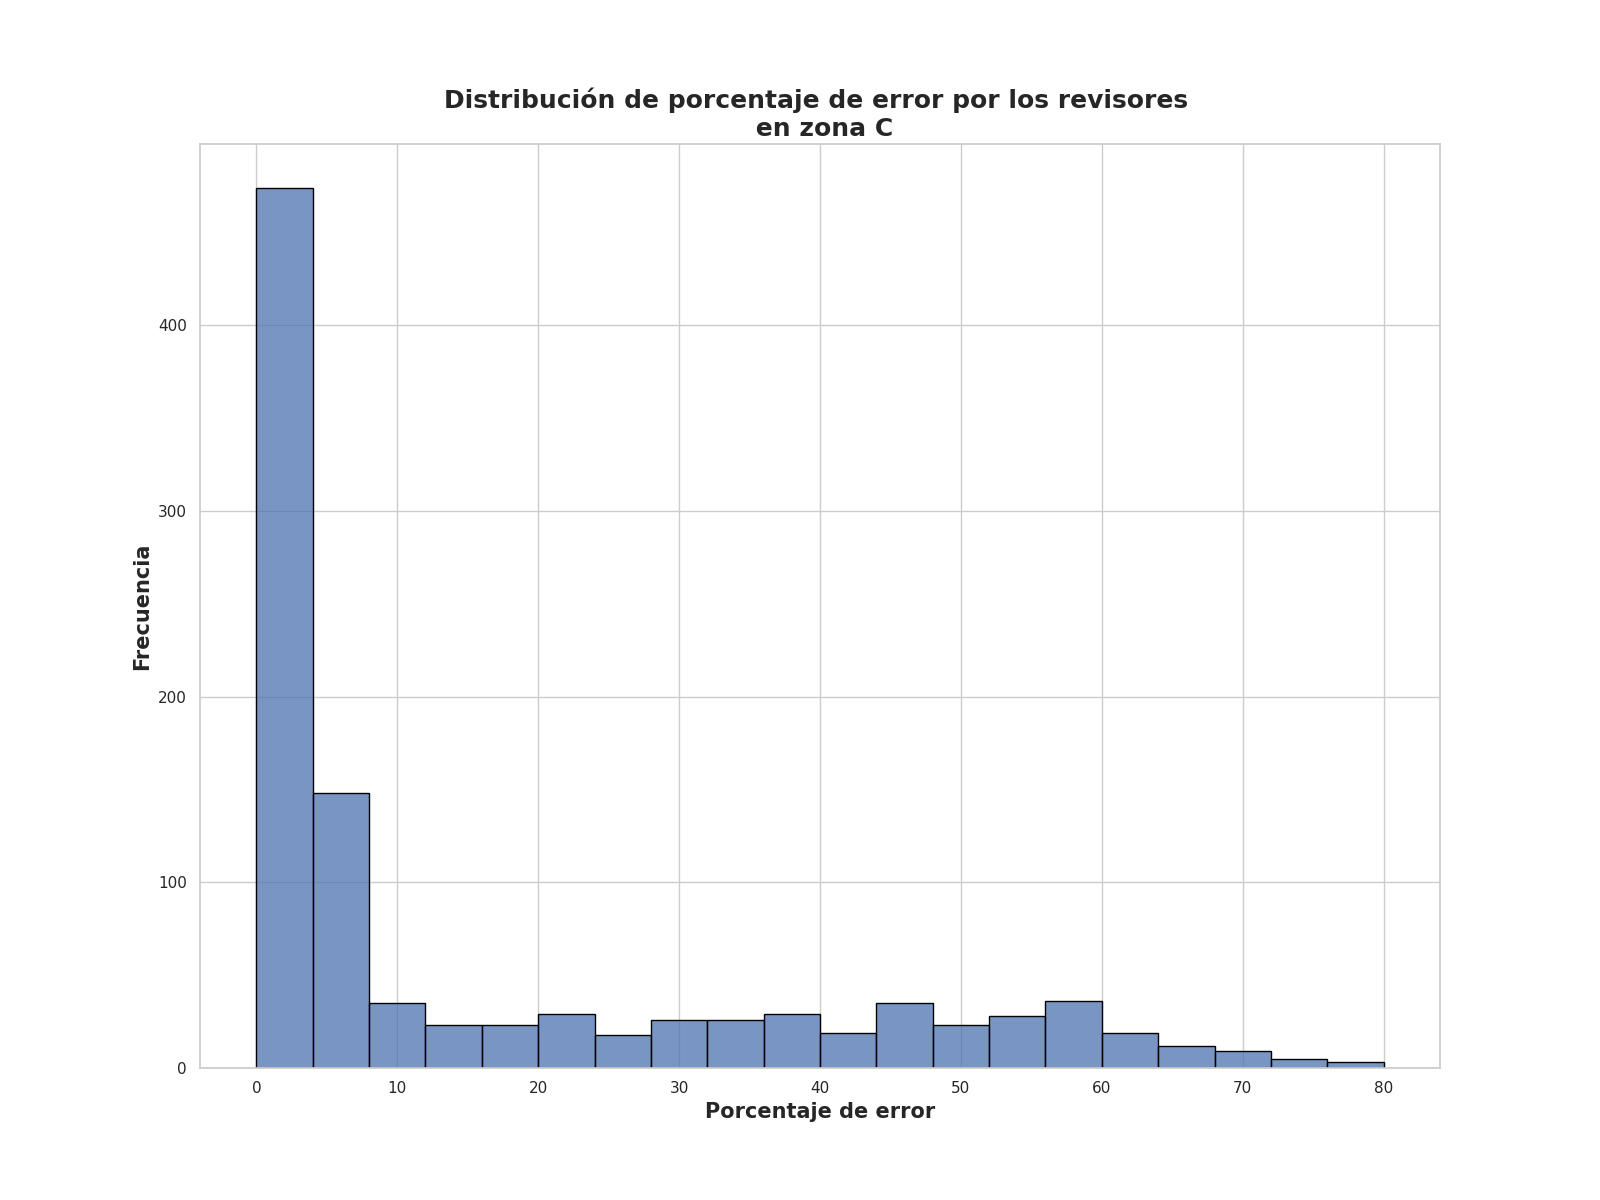 Distribución de porcentaje de error por los revisores
en zona C
Frecuencia
400
300
200
100
0
0 10 20 30 40 50 60 70 80
Porcentaje de error